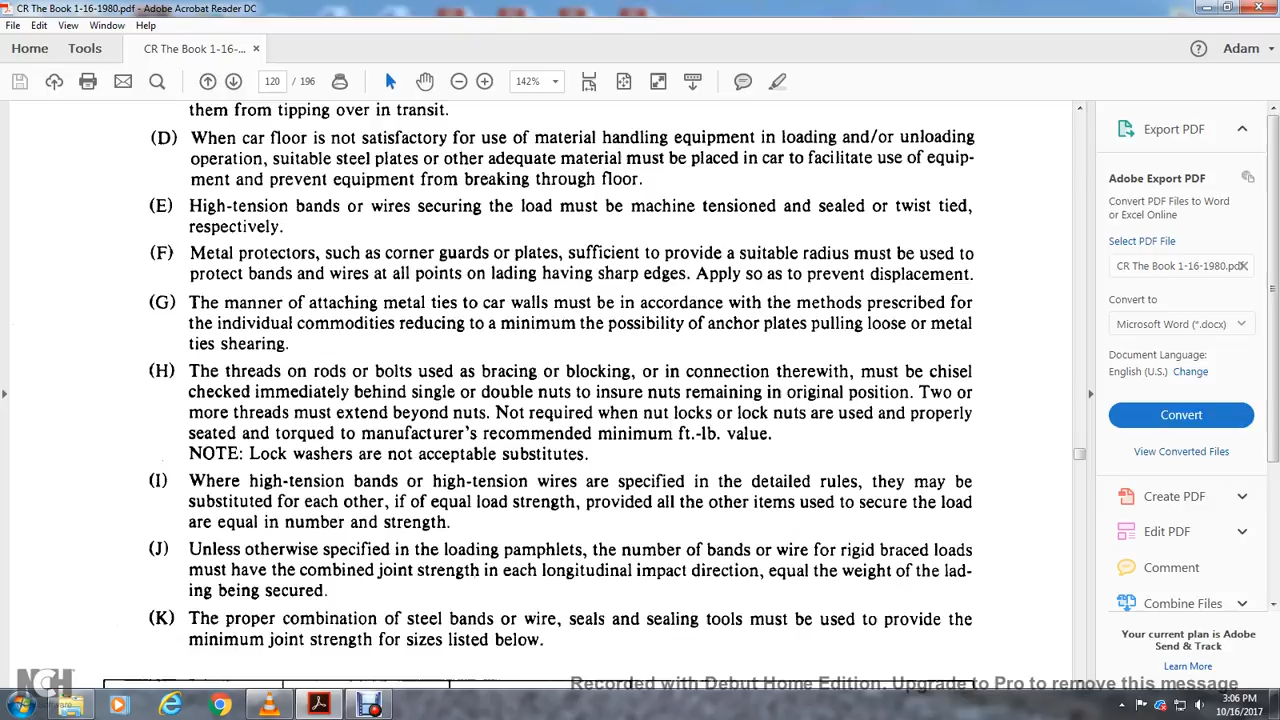 CR The Book 1-16-1980.pdf - Adobe Acrobat Reader DC
File Edit View Window Help
Home Tools CR The Book 1-16-... × Adam
120 / 196 142%
them from tipping over in transit.
(D) When car floor is not satisfactory for use of material handling equipment in loading and/or unloading
operation, suitable steel plates or other adequate material must be placed in car to facilitate use of equip-
ment and prevent equipment from breaking through floor.
(E) High-tension bands or wires securing the load must be machine tensioned and sealed or twist tied,
respectively.
(F) Metal protectors, such as corner guards or plates, sufficient to provide a suitable radius must be used to
protect bands and wires at all points on lading having sharp edges. Apply so as to prevent displacement.
(G) The manner of attaching metal ties to car walls must be in accordance with the methods prescribed for
the individual commodities reducing to a minimum the possibility of anchor plates pulling loose or metal
ties shearing.
(H) The threads on rods or bolts used as bracing or blocking, or in connection therewith, must be chisel
checked immediately behind single or double nuts to insure nuts remaining in original position. Two or
more threads must extend beyond nuts. Not required when nut locks or lock nuts are used and properly
seated and torqued to manufacturer's recommended minimum ft.-lb. value.
NOTE: Lock washers are not acceptable substitutes.
(I) Where high-tension bands or high-tension wires are specified in the detailed rules, they may be
substituted for each other, if of equal load strength, provided all the other items used to secure the load
are equal in number and strength.
(J) Unless otherwise specified in the loading pamphlets, the number of bands or wire for rigid braced loads
must have the combined joint strength in each longitudinal impact direction, equal the weight of the lad-
ing being secured.
(K) The proper combination of steel bands or wire, seals and sealing tools must be used to provide the
minimum joint strength for sizes listed below.
Export PDF
Adobe Export PDF
Convert PDF Files to Word
or Excel Online
Select PDF File
CR The Book 1-16-1980.pdf
Convert to
Microsoft Word (*.docx)
Document Language:
English (U.S.) Change
Convert
View Converted Files
Create PDF
Edit PDF
Comment
Combine Files
Your current plan is Adobe
Send & Track
Learn More
NCH
Software
Recorded with Debut Home Edition. Upgrade to Pro to remove this message
3:06 PM
10/16/2017